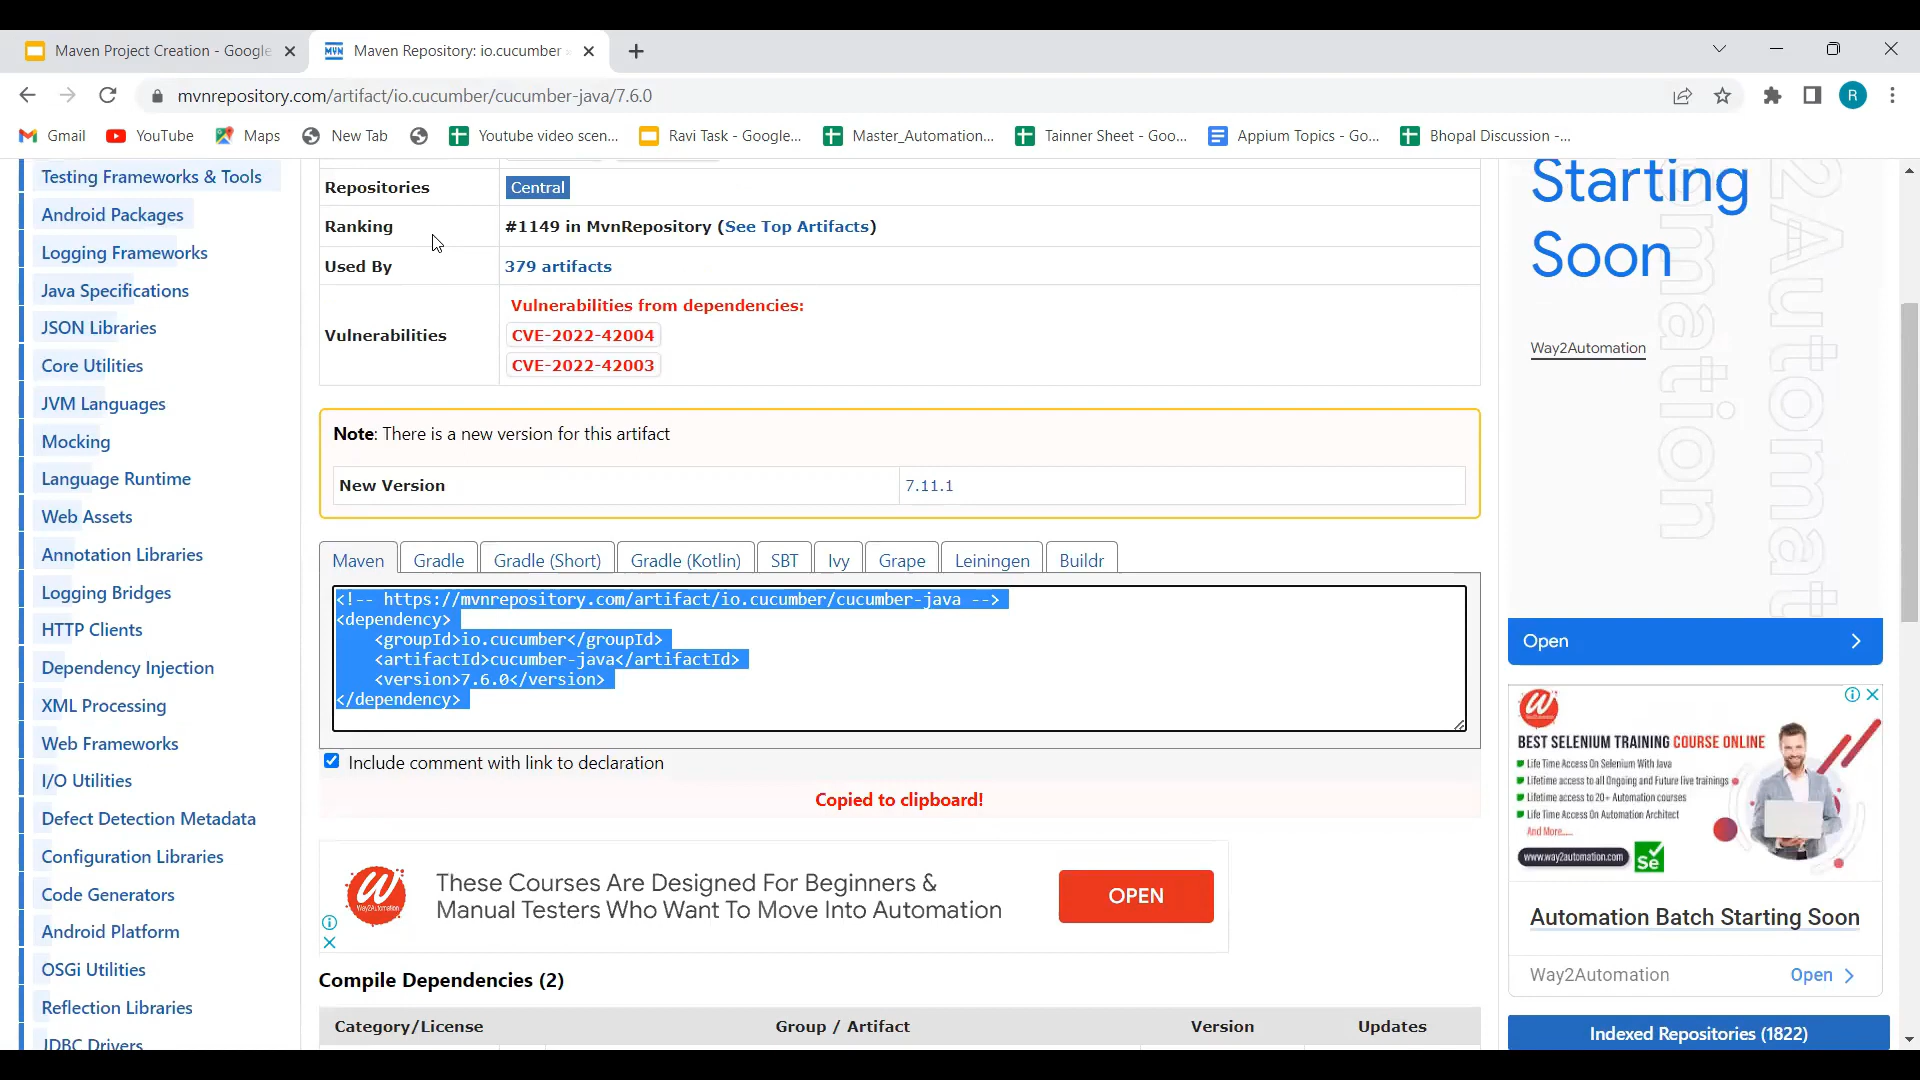 Maven Project Creation - Google
Maven Repository: io.cucumber
mvnrepository.com/artifact/io.cucumber/cucumber-java/7.6.0
R
Gmail
YouTube
Maps
New Tab
Youtube video scen...
Ravi Task - Google...
Master_Automation...
Tainner Sheet - Goo...
Appium Topics - Go...
Bhopal Discussion -...
Testing Frameworks & Tools
Android Packages
Logging Frameworks
Java Specifications
JSON Libraries
Core Utilities
JVM Languages
Mocking
Language Runtime
Web Assets
Annotation Libraries
Logging Bridges
HTTP Clients
Dependency Injection
XML Processing
Web Frameworks
I/O Utilities
Defect Detection Metadata
Configuration Libraries
Code Generators
Android Platform
OSGi Utilities
Reflection Libraries
JDBC Drivers
Repositories Central
Ranking #1149 in MvnRepository (See Top Artifacts)
Used By 379 artifacts
Vulnerabilities Vulnerabilities from dependencies:
CVE-2022-42004
CVE-2022-42003
Note: There is a new version for this artifact
New Version 7.11.1
Maven Gradle Gradle (Short) Gradle (Kotlin) SBT Ivy Grape Leiningen Buildr
<!-- https://mvnrepository.com/artifact/io.cucumber/cucumber-java -->
<dependency>
<groupId>io.cucumber</groupId>
<artifactId>cucumber-java</artifactId>
<version>7.6.0</version>
</dependency>
Include comment with link to declaration
Copied to clipboard!
Way2Automation
These Courses Are Designed For Beginners &
Manual Testers Who Want To Move Into Automation
OPEN
Compile Dependencies (2)
Category/License Group / Artifact Version Updates
Starting
Soon
Way2Automation
2Automation
Open
BEST SELENIUM TRAINING COURSE ONLINE
Life Time Access On Selenium With Java
Lifetime access to all Ongoing and Future live trainings
Lifetime access to 20+ Automation courses
Life Time Access On Automation Architect
And More.....
www.way2automation.com
Se
Automation Batch Starting Soon
Way2Automation
Open
Indexed Repositories (1822)